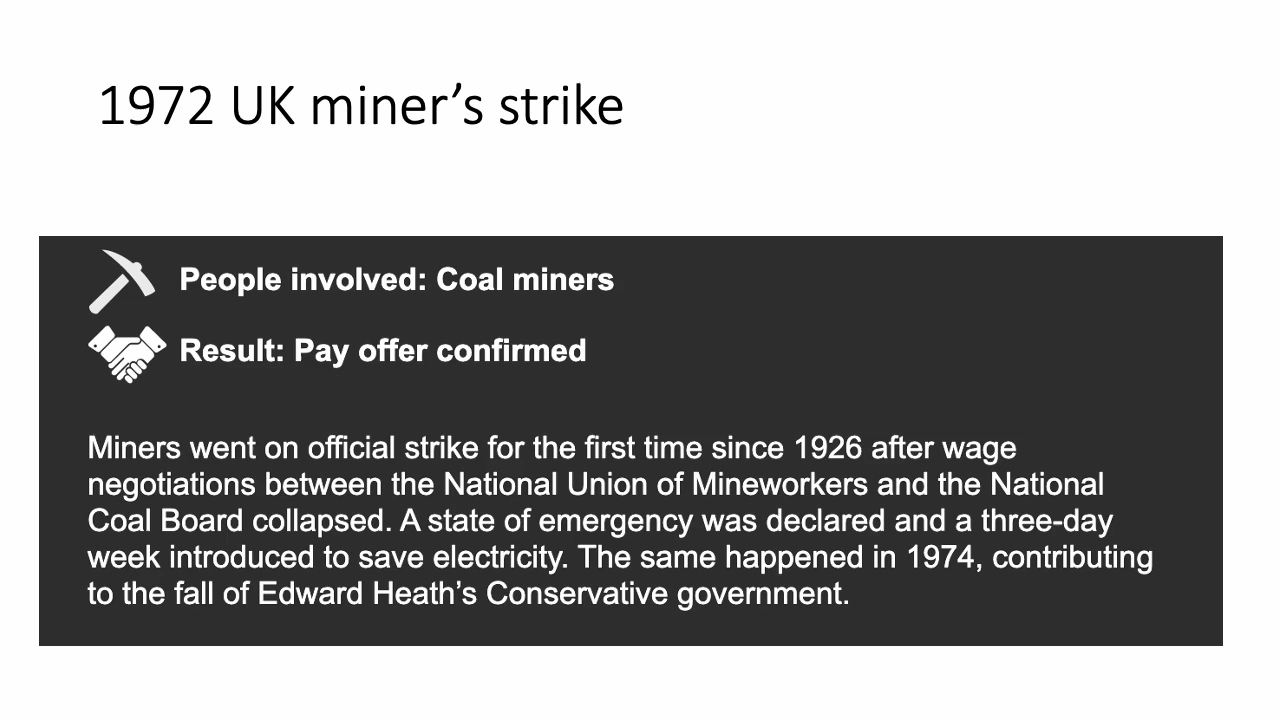 1972 UK miner’s strike
People involved: Coal miners
Result: Pay offer confirmed
Miners went on official strike for the first time since 1926 after wage
negotiations between the National Union of Mineworkers and the National
Coal Board collapsed. A state of emergency was declared and a three-day
week introduced to save electricity. The same happened in 1974, contributing
to the fall of Edward Heath’s Conservative government.